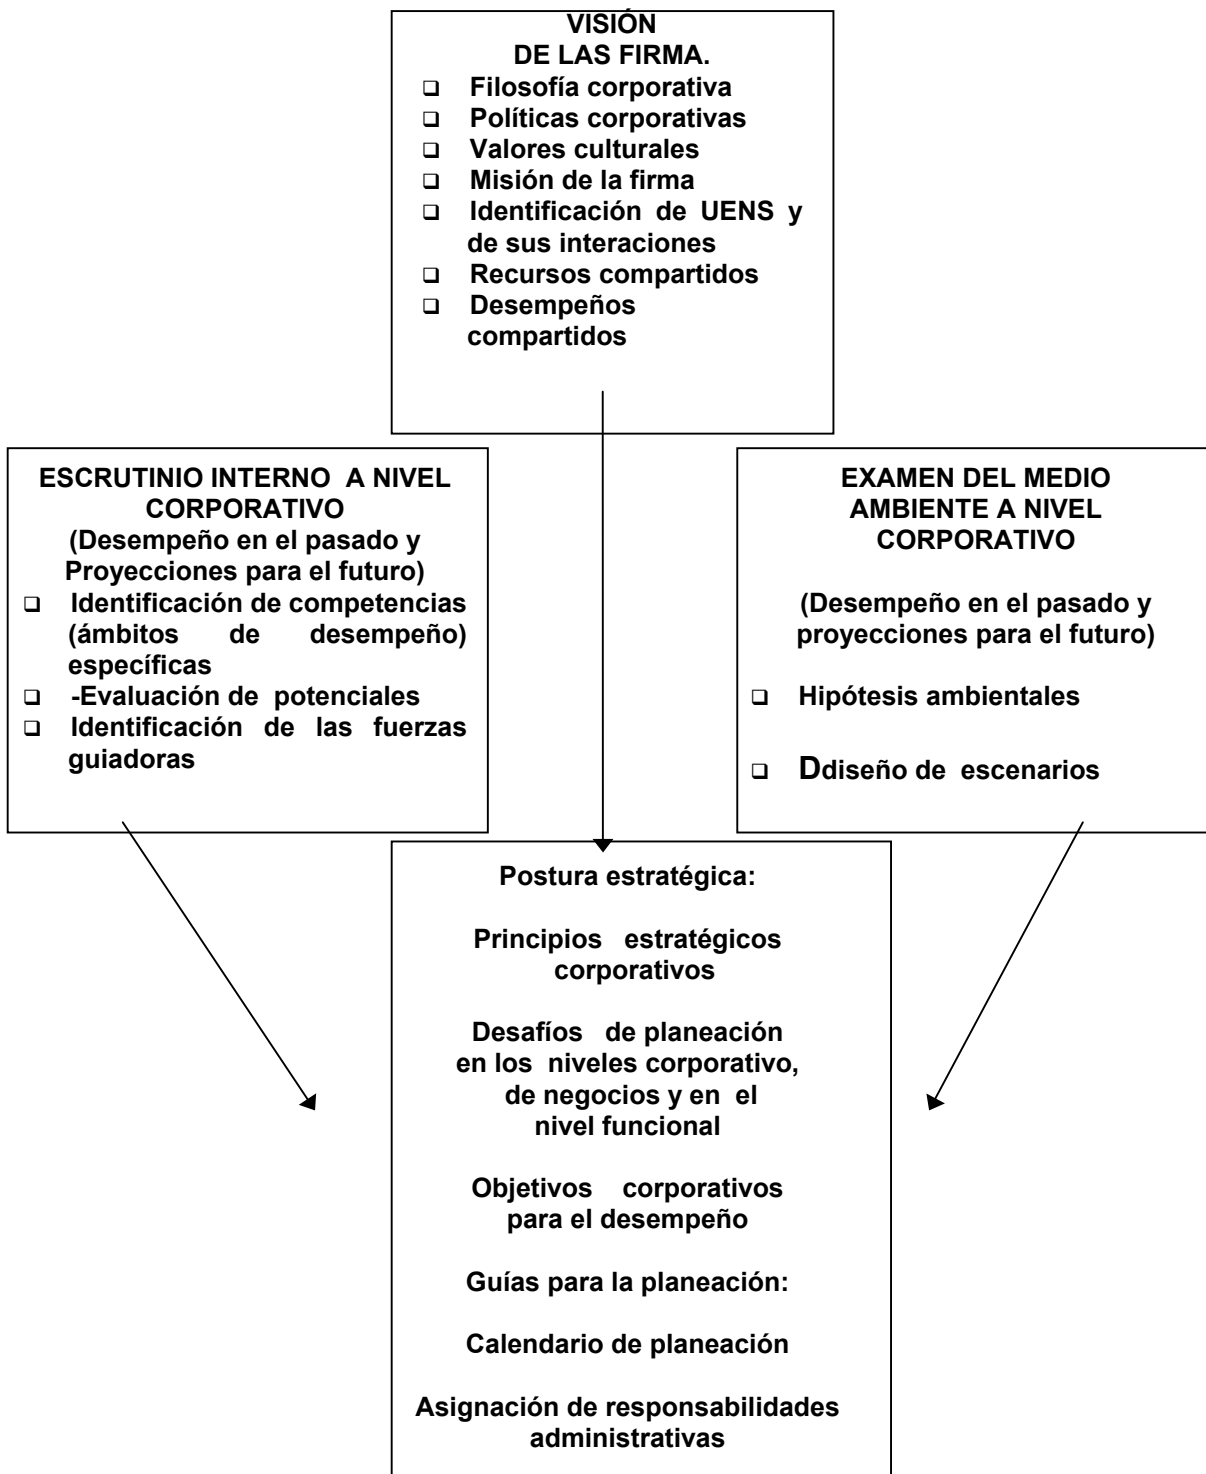 VISIÓN
DE LAS FIRMA.
❑ Filosofía corporativa
❑ Políticas corporativas
❑ Valores culturales
❑ Misión de la firma
❑ Identificación de UENS y
de sus interaciones
❑ Recursos compartidos
❑ Desempeños
compartidos
ESCRUTINIO INTERNO A NIVEL
CORPORATIVO
(Desempeño en el pasado y
Proyecciones para el futuro)
❑ Identificación de competencias
(ámbitos de desempeño)
específicas
❑ -Evaluación de potenciales
❑ Identificación de las fuerzas
guiadoras
EXAMEN DEL MEDIO
AMBIENTE A NIVEL
CORPORATIVO
(Desempeño en el pasado y
proyecciones para el futuro)
❑ Hipótesis ambientales
❑ Ddiseño de escenarios
Postura estratégica:
Principios estratégicos
corporativos
Desafíos de planeación
en los niveles corporativo,
de negocios y en el
nivel funcional
Objetivos corporativos
para el desempeño
Guías para la planeación:
Calendario de planeación
Asignación de responsabilidades
administrativas